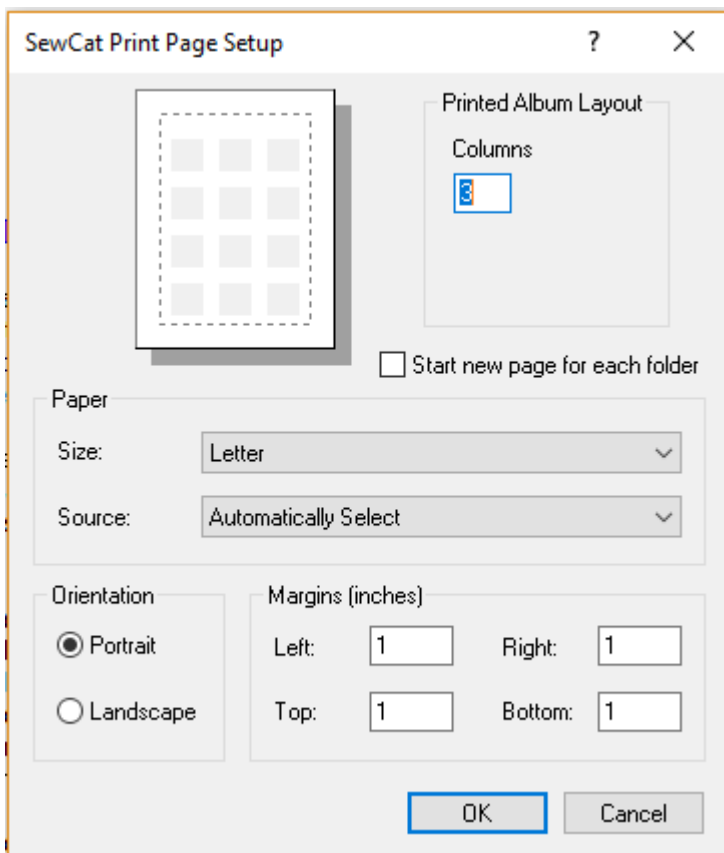 SewCat Print Page Setup ?
Printed Album Layout
Columns
3
Start new page for each folder
Paper
Size: Letter
Source: Automatically Select
Orientation
Portrait
Landscape
Margins (inches)
Left: 1 Right: 1
Top: 1 Bottom: 1
OK Cancel